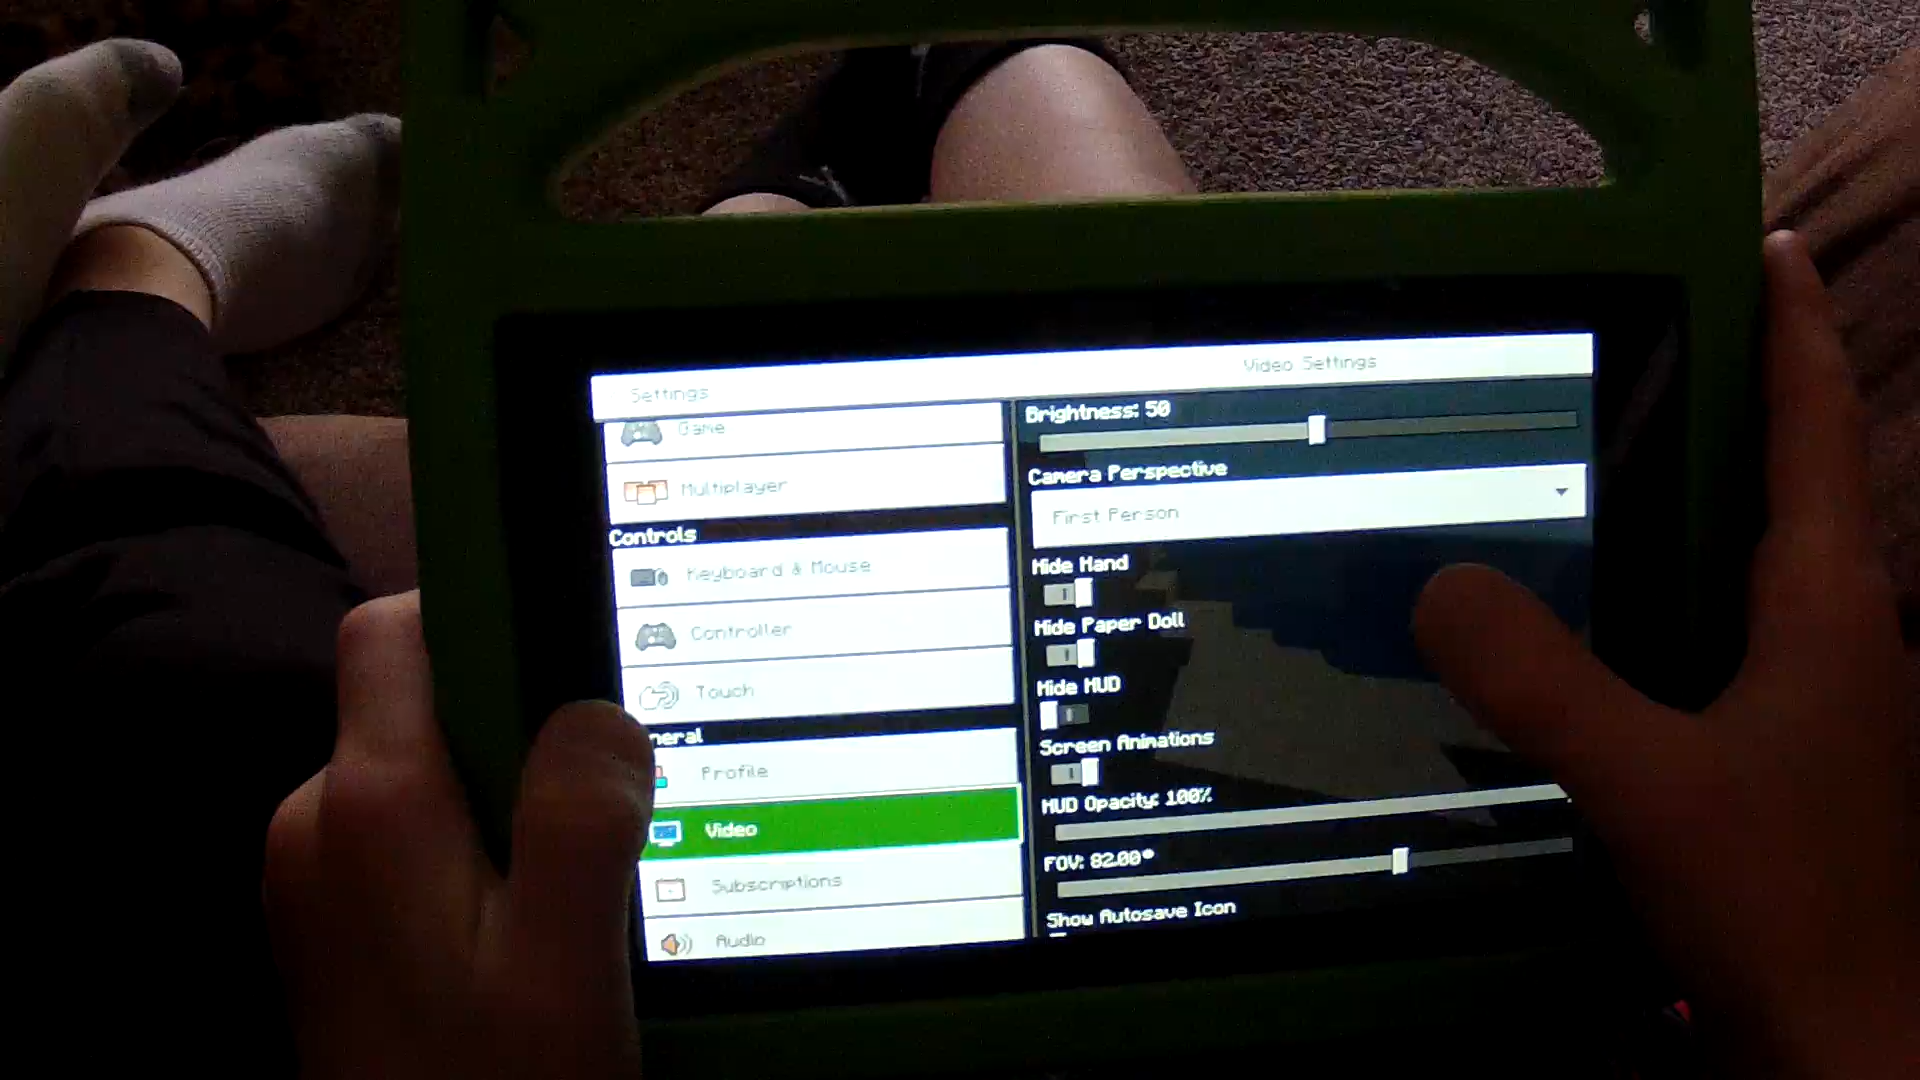 Settings
Video Settings
Game
Multiplayer
Controls
Keyboard & Mouse
Controller
Touch
neral
Profile
Video
Subscriptions
Audio
Brightness: 50
Camera Perspective
First Person
Hide Hand
Hide Paper Doll
Hide HUD
Screen Animations
HUD Opacity: 100%
FOV: 82.00°
Show Autosave Icon